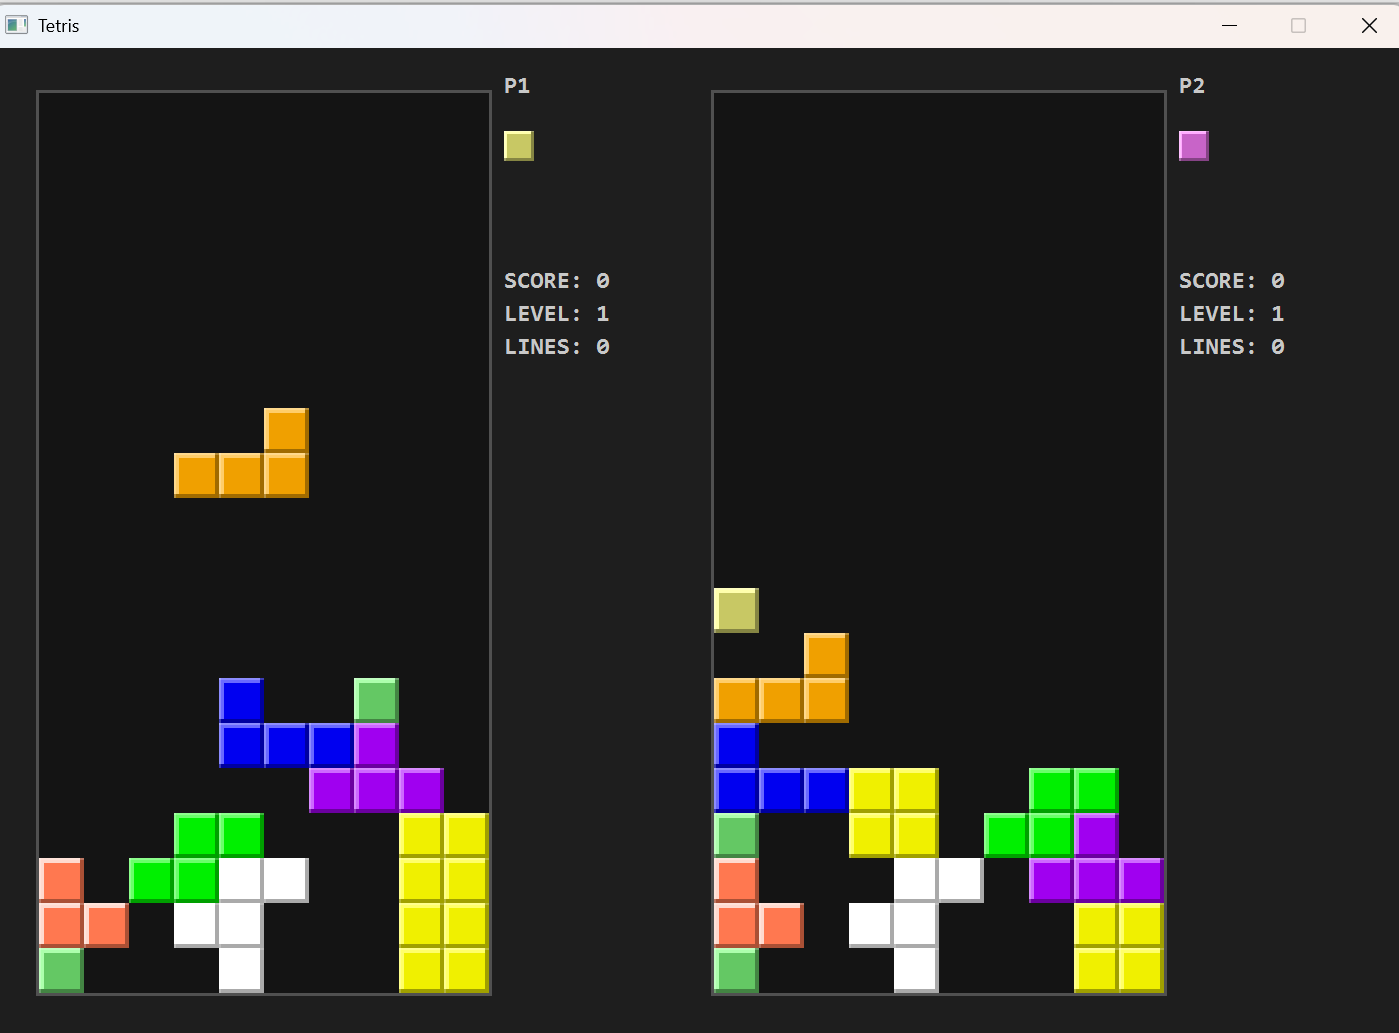 Tetris
P1
SCORE: 0
LEVEL: 1
LINES: 0
P2
SCORE: 0
LEVEL: 1
LINES: 0